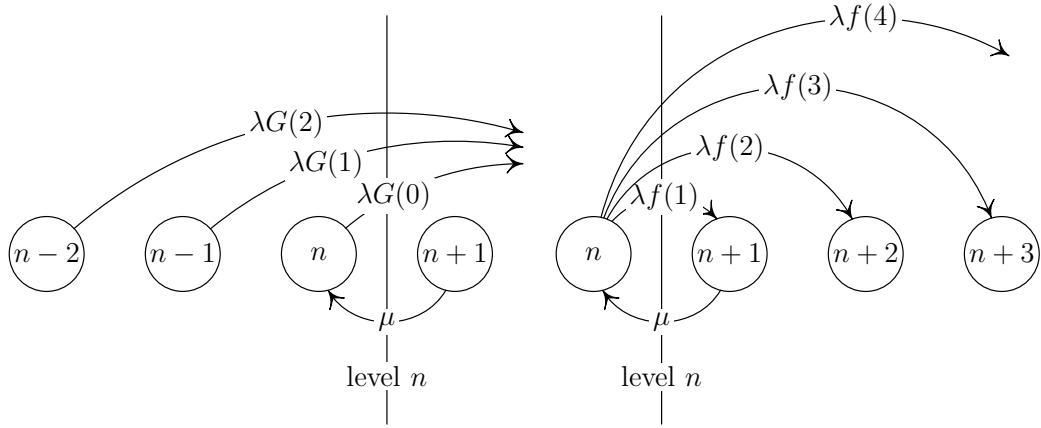 λf(4)
λf(3)
λG(2)
λf(2)
λG(1)
λG(0)
λf(1)
n − 2
n − 1
n
n + 1
n
n + 1
n + 2
n + 3
μ
μ
level n
level n